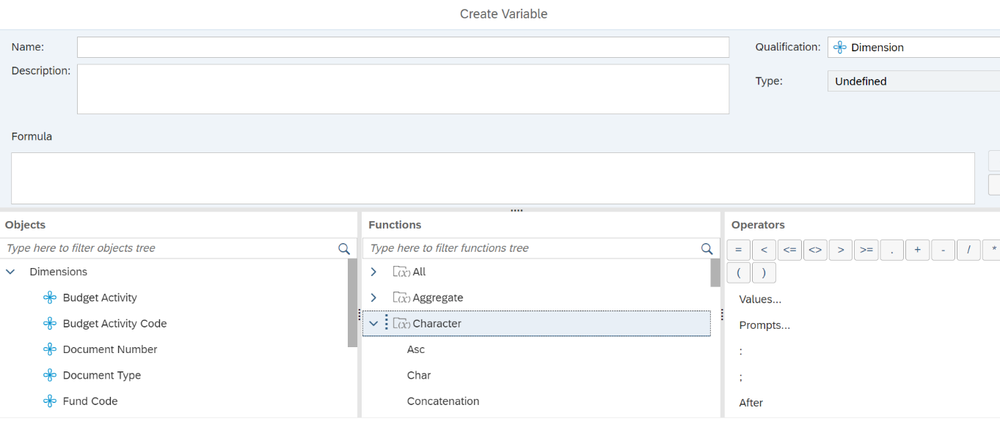 Create Variable
Name:
Qualification: Dimension
Description:
Type: Undefined
Formula
Objects
Type here to filter objects tree
Dimensions
Budget Activity
Budget Activity Code
Document Number
Document Type
Fund Code
Functions
Type here to filter functions tree
(x) All
(x) Aggregate
(x) Character
Asc
Char
Concatenation
Operators
= < <= <> > >= . + - / *
( )
Values...
Prompts...
:
;
After